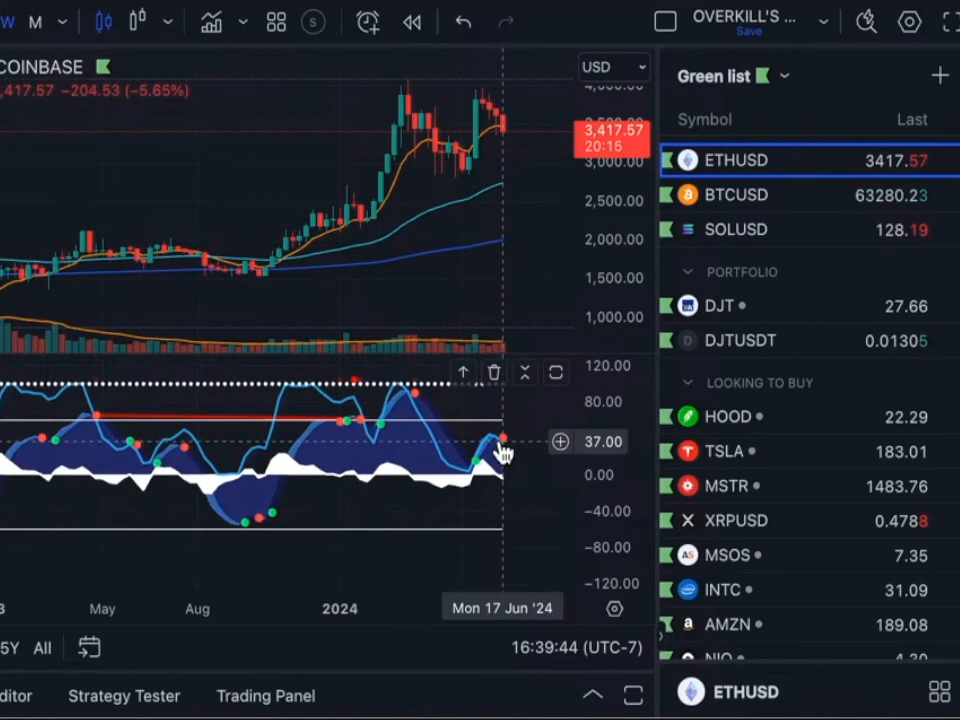 W M S OVERKILL'S ...
Save
COINBASE USD
,417.57 −204.53 (−5.65%)
3,417.57
20:15
3,000.00
2,500.00
2,000.00
1,500.00
1,000.00
120.00
80.00
37.00
0.00
−40.00
−80.00
−120.00
3 May Aug 2024 Mon 17 Jun '24
5Y All 16:39:44 (UTC-7)
ditor Strategy Tester Trading Panel
Green list
Symbol Last
ETHUSD 3417.57
BTCUSD 63280.23
SOLUSD 128.19
PORTFOLIO
DJT 27.66
D DJTUSDT 0.01305
LOOKING TO BUY
HOOD 22.29
TSLA 183.01
MSTR 1483.76
XRPUSD 0.4788
AS MSOS 7.35
INTC 31.09
AMZN 189.08
NIO 4.30
ETHUSD